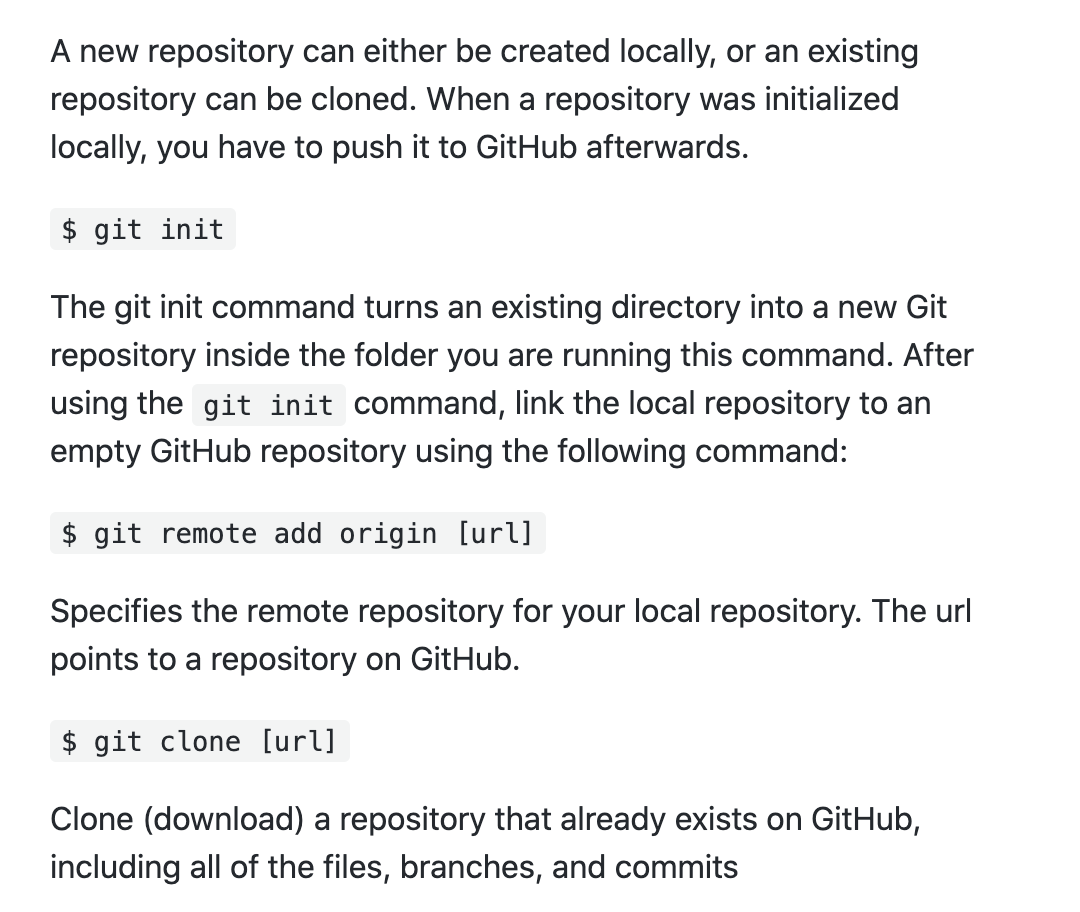 A new repository can either be created locally, or an existing
repository can be cloned. When a repository was initialized
locally, you have to push it to GitHub afterwards.
$ git init
The git init command turns an existing directory into a new Git
repository inside the folder you are running this command. After
using the git init command, link the local repository to an
empty GitHub repository using the following command:
$ git remote add origin [url]
Specifies the remote repository for your local repository. The url
points to a repository on GitHub.
$ git clone [url]
Clone (download) a repository that already exists on GitHub,
including all of the files, branches, and commits